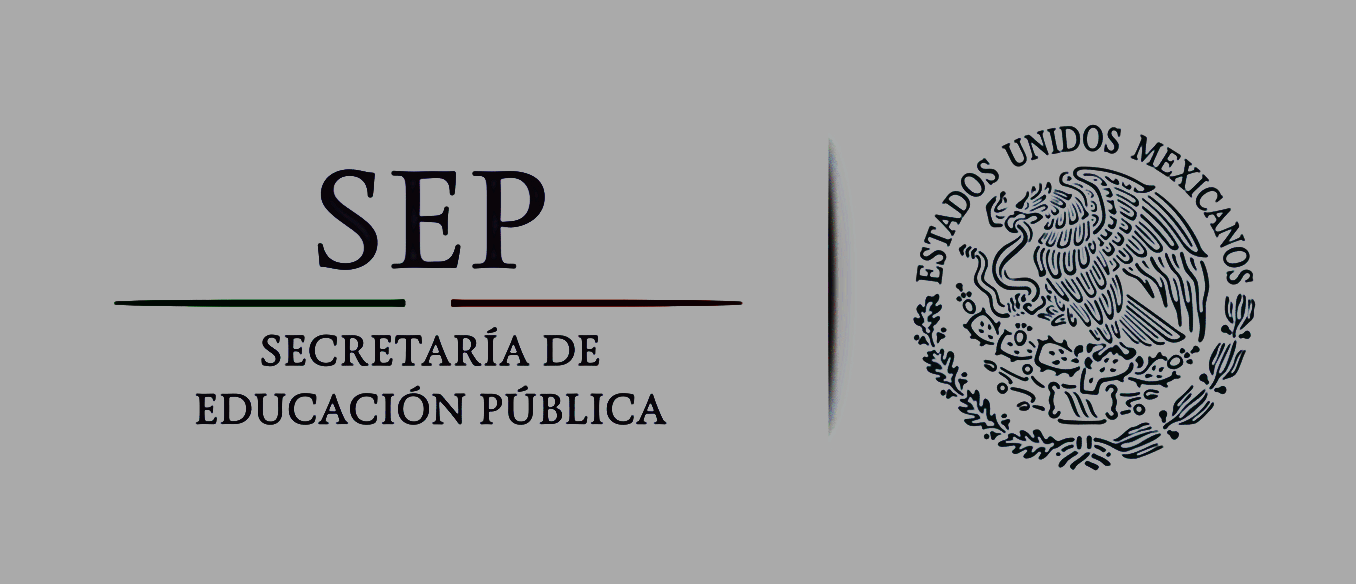 SEP
SECRETARÍA DE
EDUCACIÓN PÚBLICA
ESTADOS UNIDOS MEXICANOS